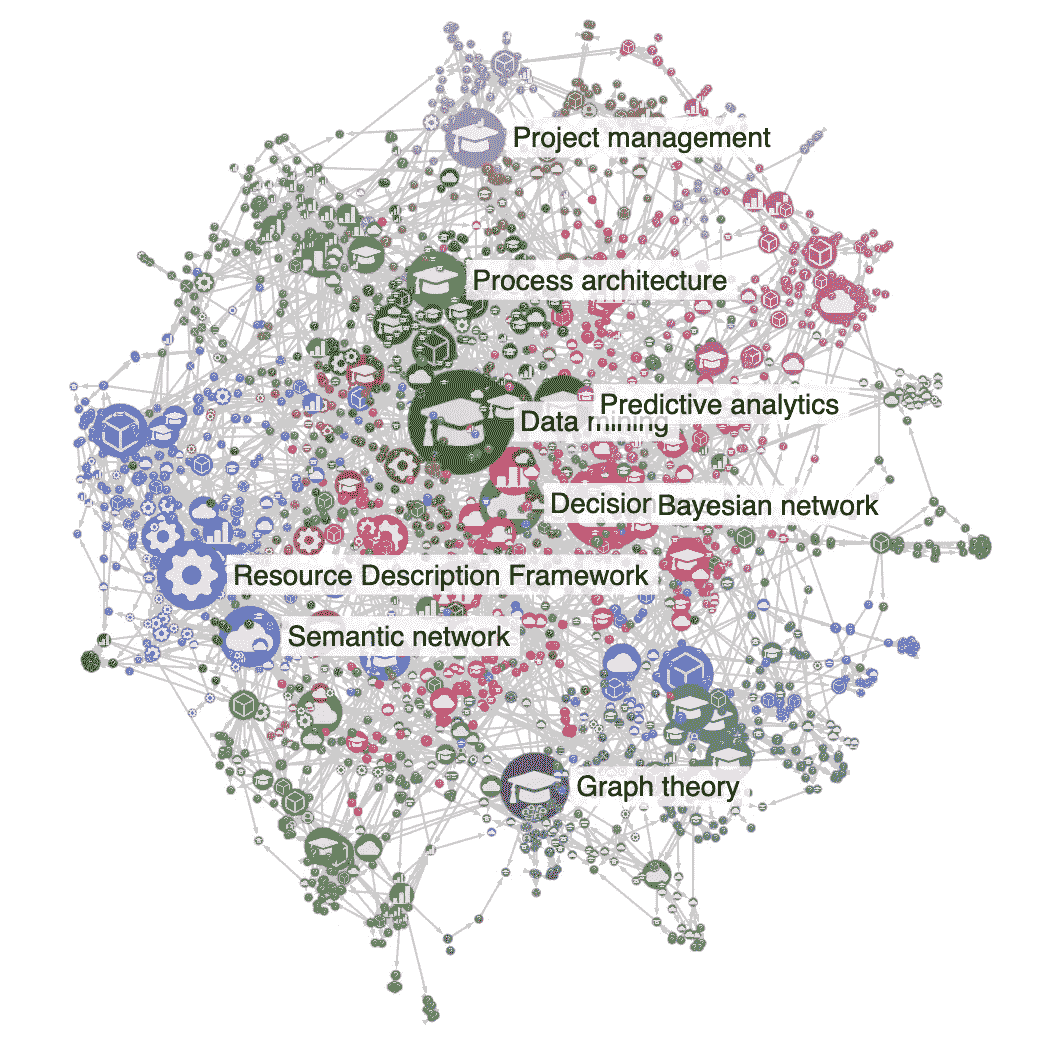 Project management
Process architecture
Predictive analytics
Data mining
Decision
Bayesian network
Resource Description Framework
Semantic network
Graph theory